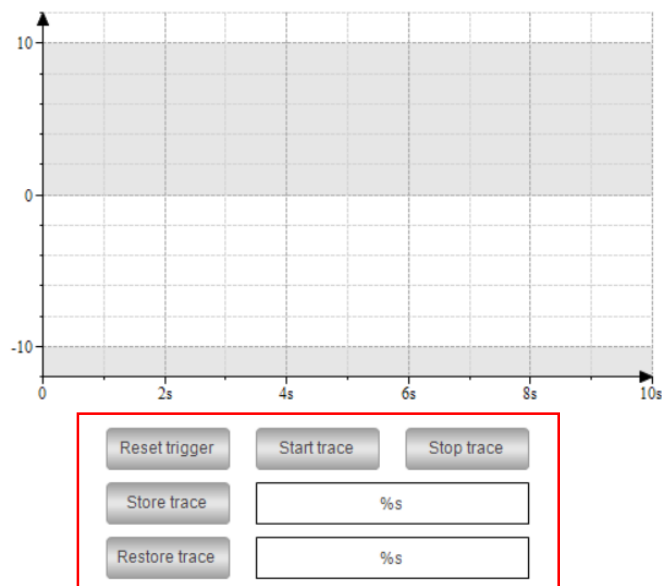 10
0
-10
0 2s 4s 6s 8s 10s
Reset trigger Start trace Stop trace
Store trace %s
Restore trace %s